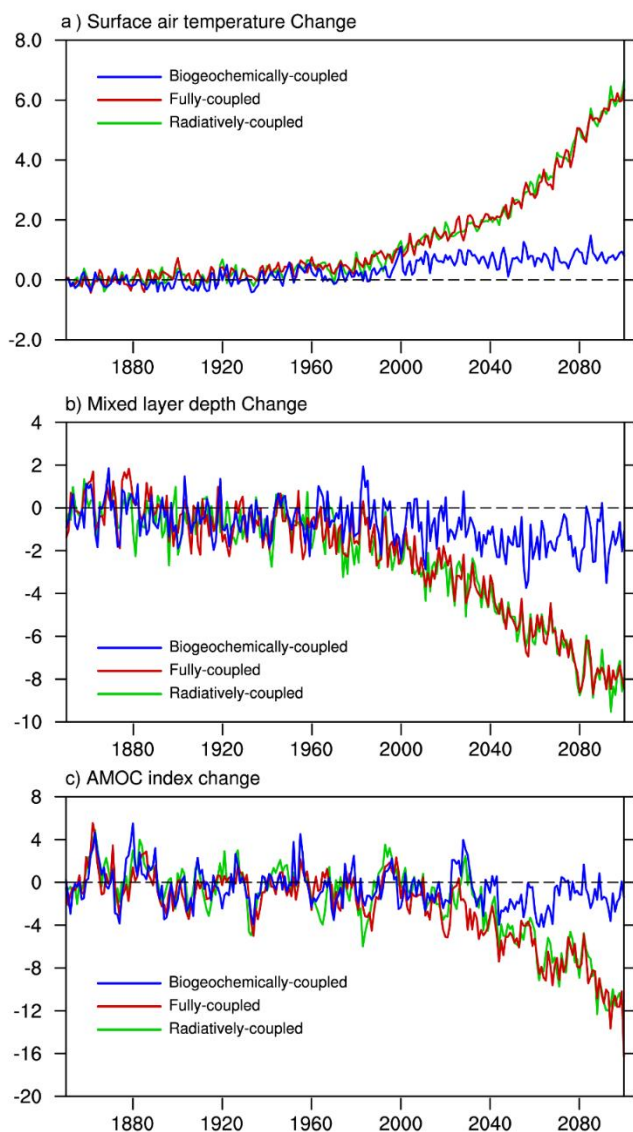 a ) Surface air temperature Change
8.0
6.0
4.0
2.0
0.0
-2.0
Biogeochemically-coupled
Fully-coupled
Radiatively-coupled
1880 1920 1960 2000 2040 2080
b) Mixed layer depth Change
4
2
0
-2
-4
-6
-8
-10
Biogeochemically-coupled
Fully-coupled
Radiatively-coupled
1880 1920 1960 2000 2040 2080
c) AMOC index change
8
4
0
-4
-8
-12
-16
-20
Biogeochemically-coupled
Fully-coupled
Radiatively-coupled
1880 1920 1960 2000 2040 2080